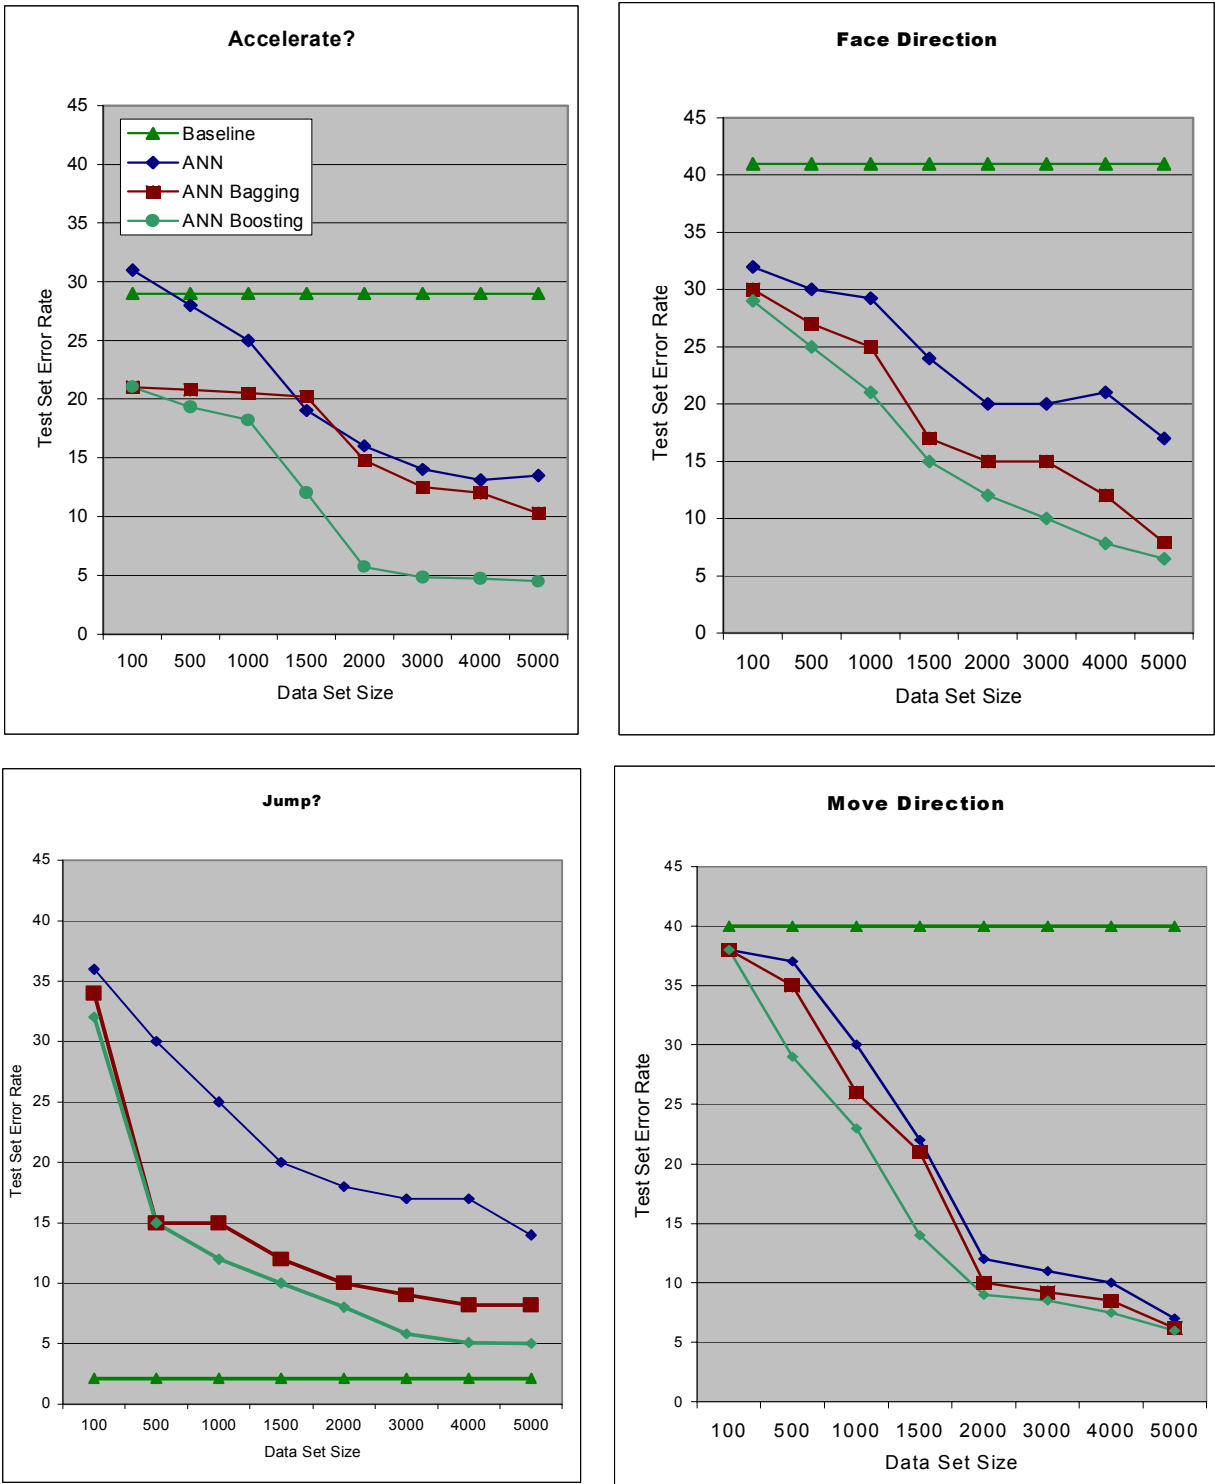 Accelerate?
45
40
35
30
25
20
15
10
5
0
Test Set Error Rate
Baseline
ANN
ANN Bagging
ANN Boosting
100 500 1000 1500 2000 3000 4000 5000
Data Set Size
Face Direction
45
40
35
30
25
20
15
10
5
0
Test Set Error Rate
100 500 1000 1500 2000 3000 4000 5000
Data Set Size
Jump?
45
40
35
30
25
20
15
10
5
0
Test Set Error Rate
100 500 1000 1500 2000 3000 4000 5000
Data Set Size
Move Direction
45
40
35
30
25
20
15
10
5
0
Test Set Error Rate
100 500 1000 1500 2000 3000 4000 5000
Data Set Size